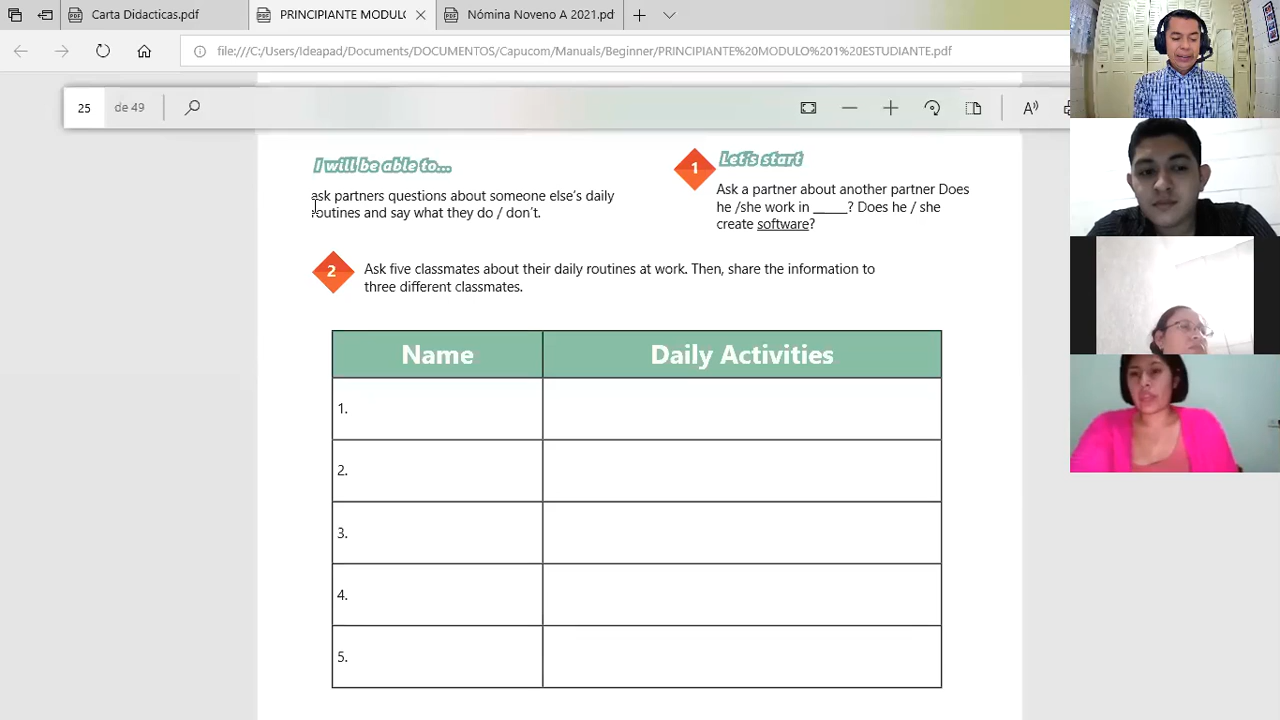 Carta Didacticas.pdf
PRINCIPIANTE MODULO
Nómina Inveno A 2021.pdf
file:///C:/Users/Ideapad/Documents/
Capucom/Manuals/Beginner/PRINCIPIANTE%20MODULO%201%20ESTUDIANTE.pdf
25 de 49
I will be able to...
ask partners questions about someone else's daily
routines and say what they do / don't.
1 Let's start
Ask a partner about another partner Does
he /she work in _____? Does he / she
create software?
2 Ask five classmates about their daily routines at work. Then, share the information to
three different classmates.
Name Daily Activities
1.
2.
3.
4.
5.